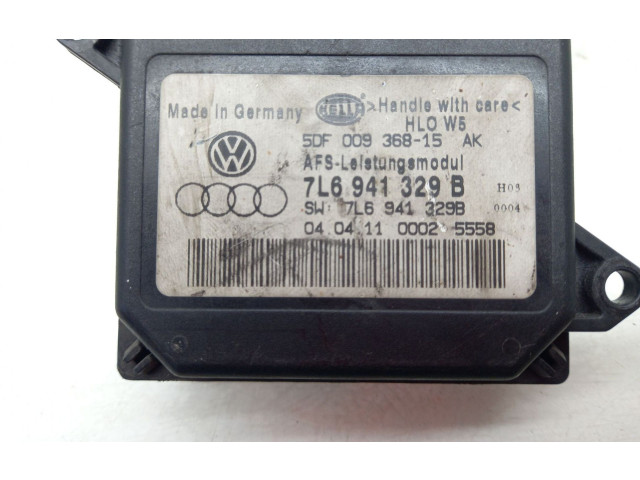 Made in Germany HELLA >Handle with care<
HLO W5
5DF 009 368-15 AK
AFS-Leistungsmodul
7L6 941 329 B H03
SW: 7L6 941 329B 0004
04.04.11 0002 5558